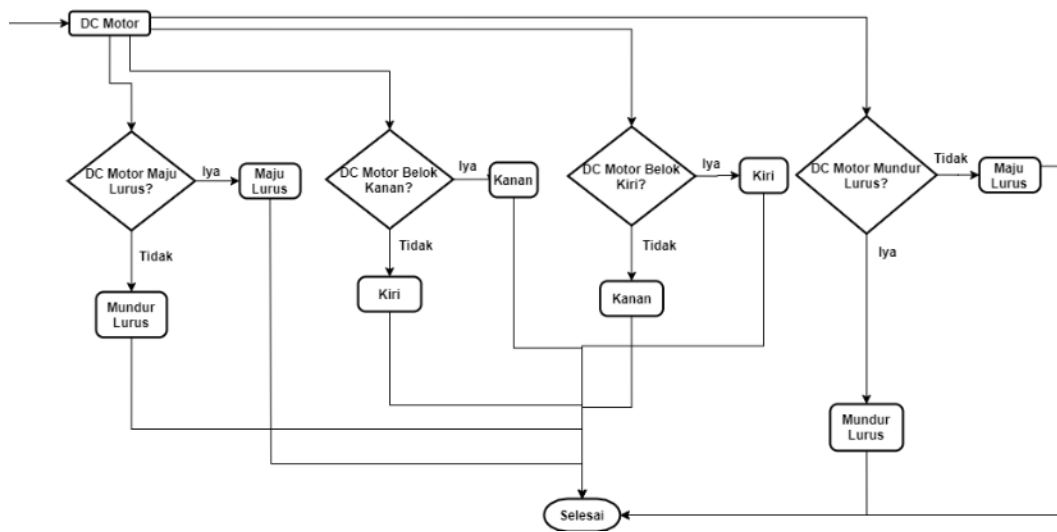 DC Motor
DC Motor Maju
Lurus?
Iya
Maju
Lurus
DC Motor Belok
Kanan?
Iya
Kanan
DC Motor Belok
Kiri?
Iya
Kiri
DC Motor Mundur
Lurus?
Tidak
Maju
Lurus
Tidak
Mundur
Lurus
Tidak
Kiri
Tidak
Kanan
Iya
Mundur
Lurus
Selesai